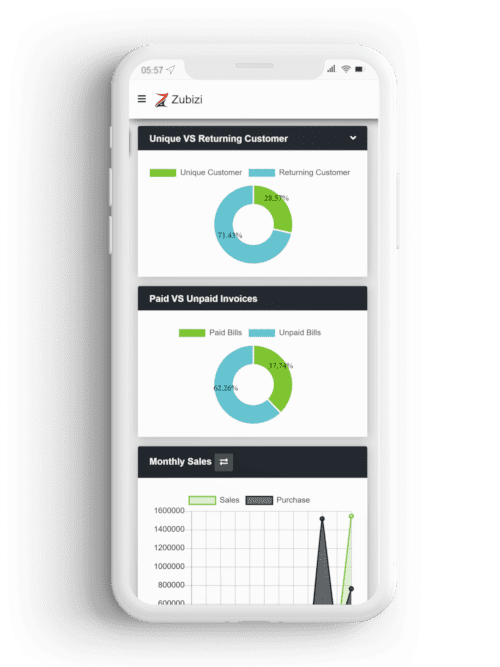 05:57
Zubizi
Unique VS Returning Customer
Unique Customer Returning Customer
28.57%
71.43%
Paid VS Unpaid Invoices
Paid Bills Unpaid Bills
37.74%
62.26%
Monthly Sales
Sales Purchase
1600000
1400000
1200000
1000000
800000
600000